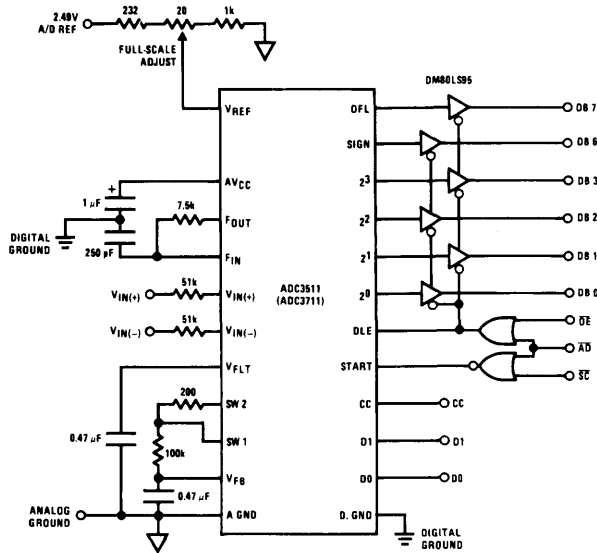 2.49V
A/D REF
232
20
1k
FULL-SCALE
ADJUST
DM80LS95
VREF
OFL
DB 7
SIGN
DB 6
AVCC
2³
DB 3
1 µF
+
7.5k
FOUT
2²
DB 2
DIGITAL
GROUND
250 pF
FIN
2¹
DB 1
ADC3511
(ADC3711)
51k
VIN(+)
VIN(+)
2⁰
DB 0
51k
VIN(−)
VIN(−)
DLE
O̅E̅
A̅D̅
VFLT
START
S̅C̅
200
SW 2
CC
CC
0.47 µF
SW 1
D1
D1
100k
VFB
D0
D0
0.47 µF
ANALOG
GROUND
A GND
D. GND
DIGITAL
GROUND